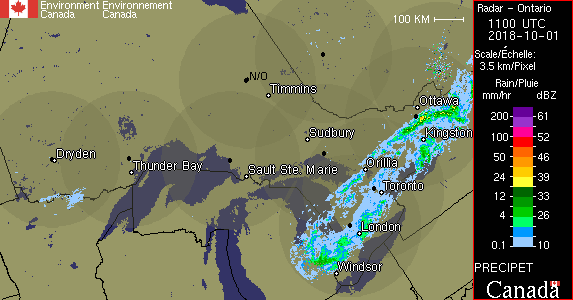 Environment Environnement
Canada Canada
100 KM
N/O
Timmins
Ottawa
Sudbury
Kingston
Dryden
Thunder Bay
Sault Ste. Marie
Orillia
Toronto
London
Windsor
Radar - Ontario
1100 UTC
2018-10-01
Scale/Échelle:
3.5 km/Pixel
Rain/Pluie
mm/hr dBZ
200 61
100 52
50 46
24 39
12 33
4 26
0.1 10
PRECIPET
Canada